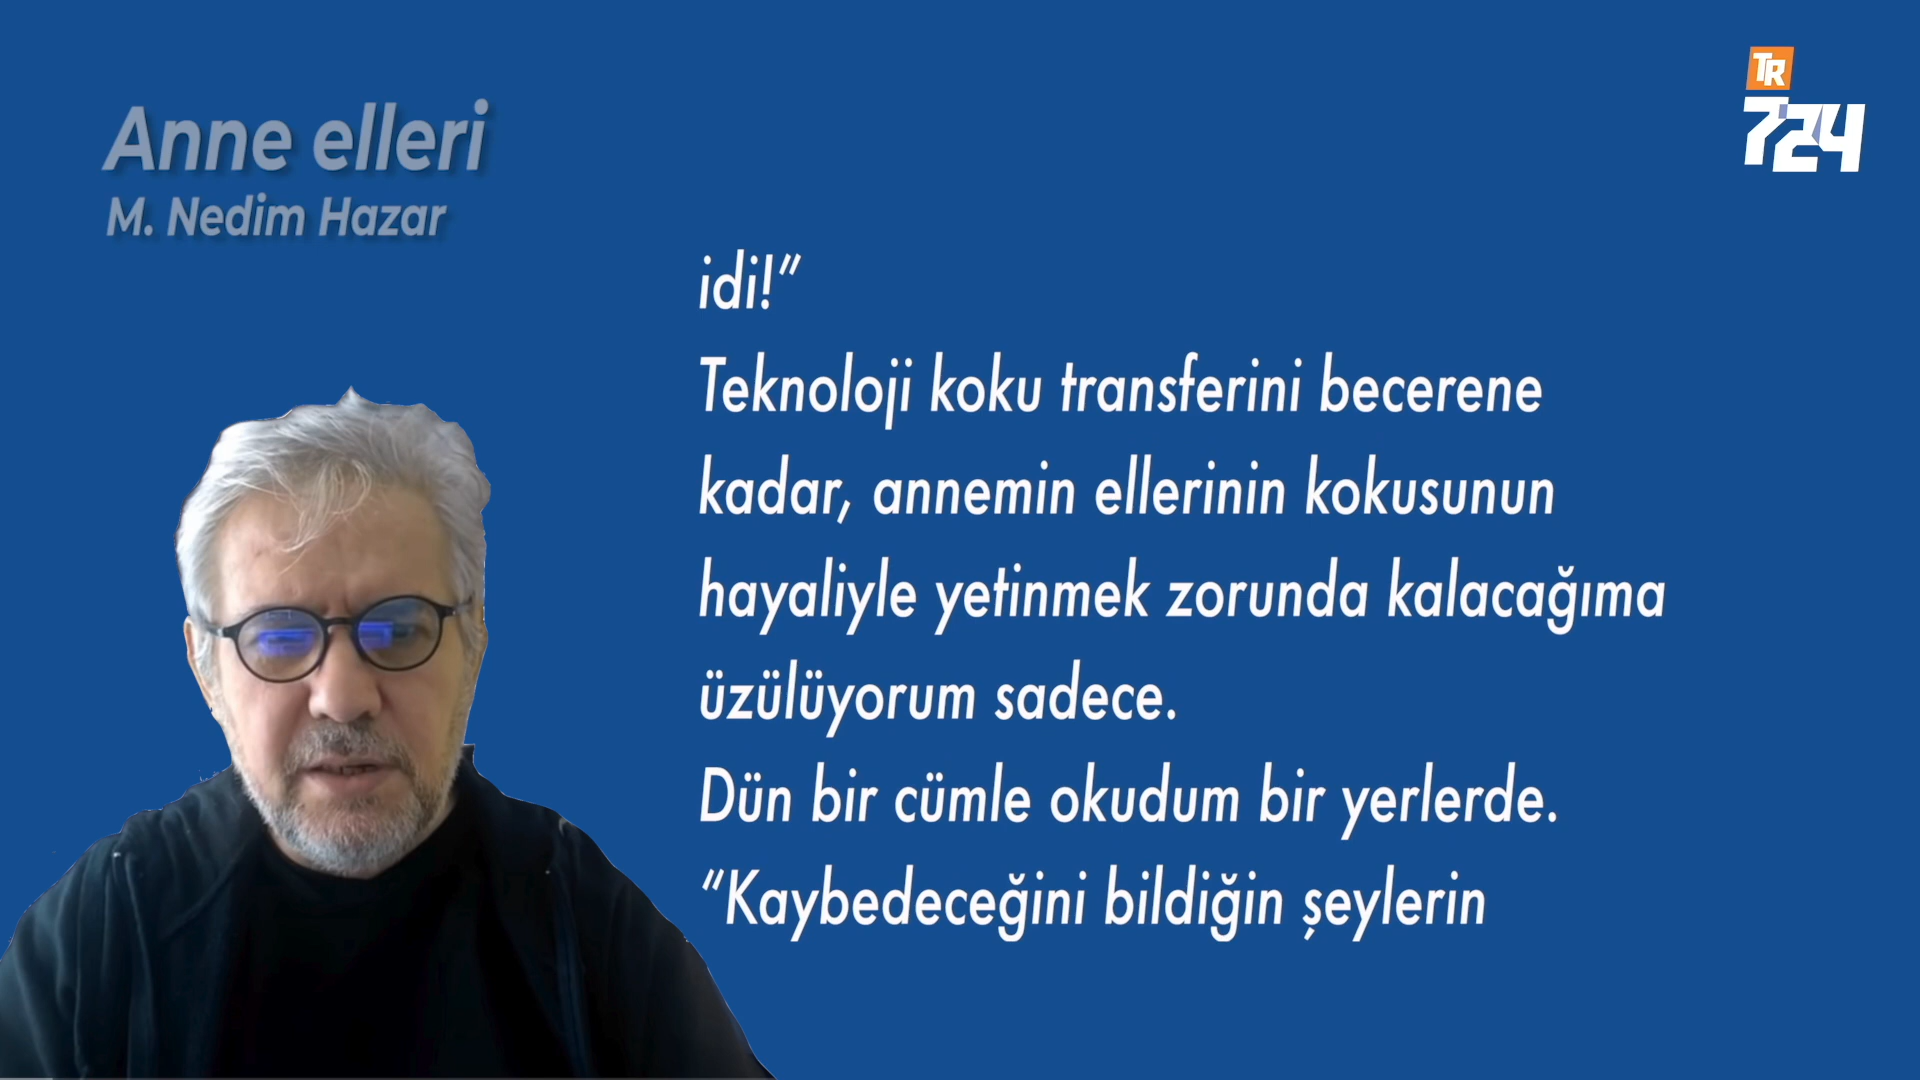 Anne elleri
M. Nedim Hazar
TR
724
idi!”
Teknoloji koku transferini becerene
kadar, annemin ellerinin kokusunun
hayaliyle yetinmek zorunda kalacağıma
üzülüyorum sadece.
Dün bir cümle okudum bir yerlerde.
“Kaybedeceğini bildiğin şeylerin